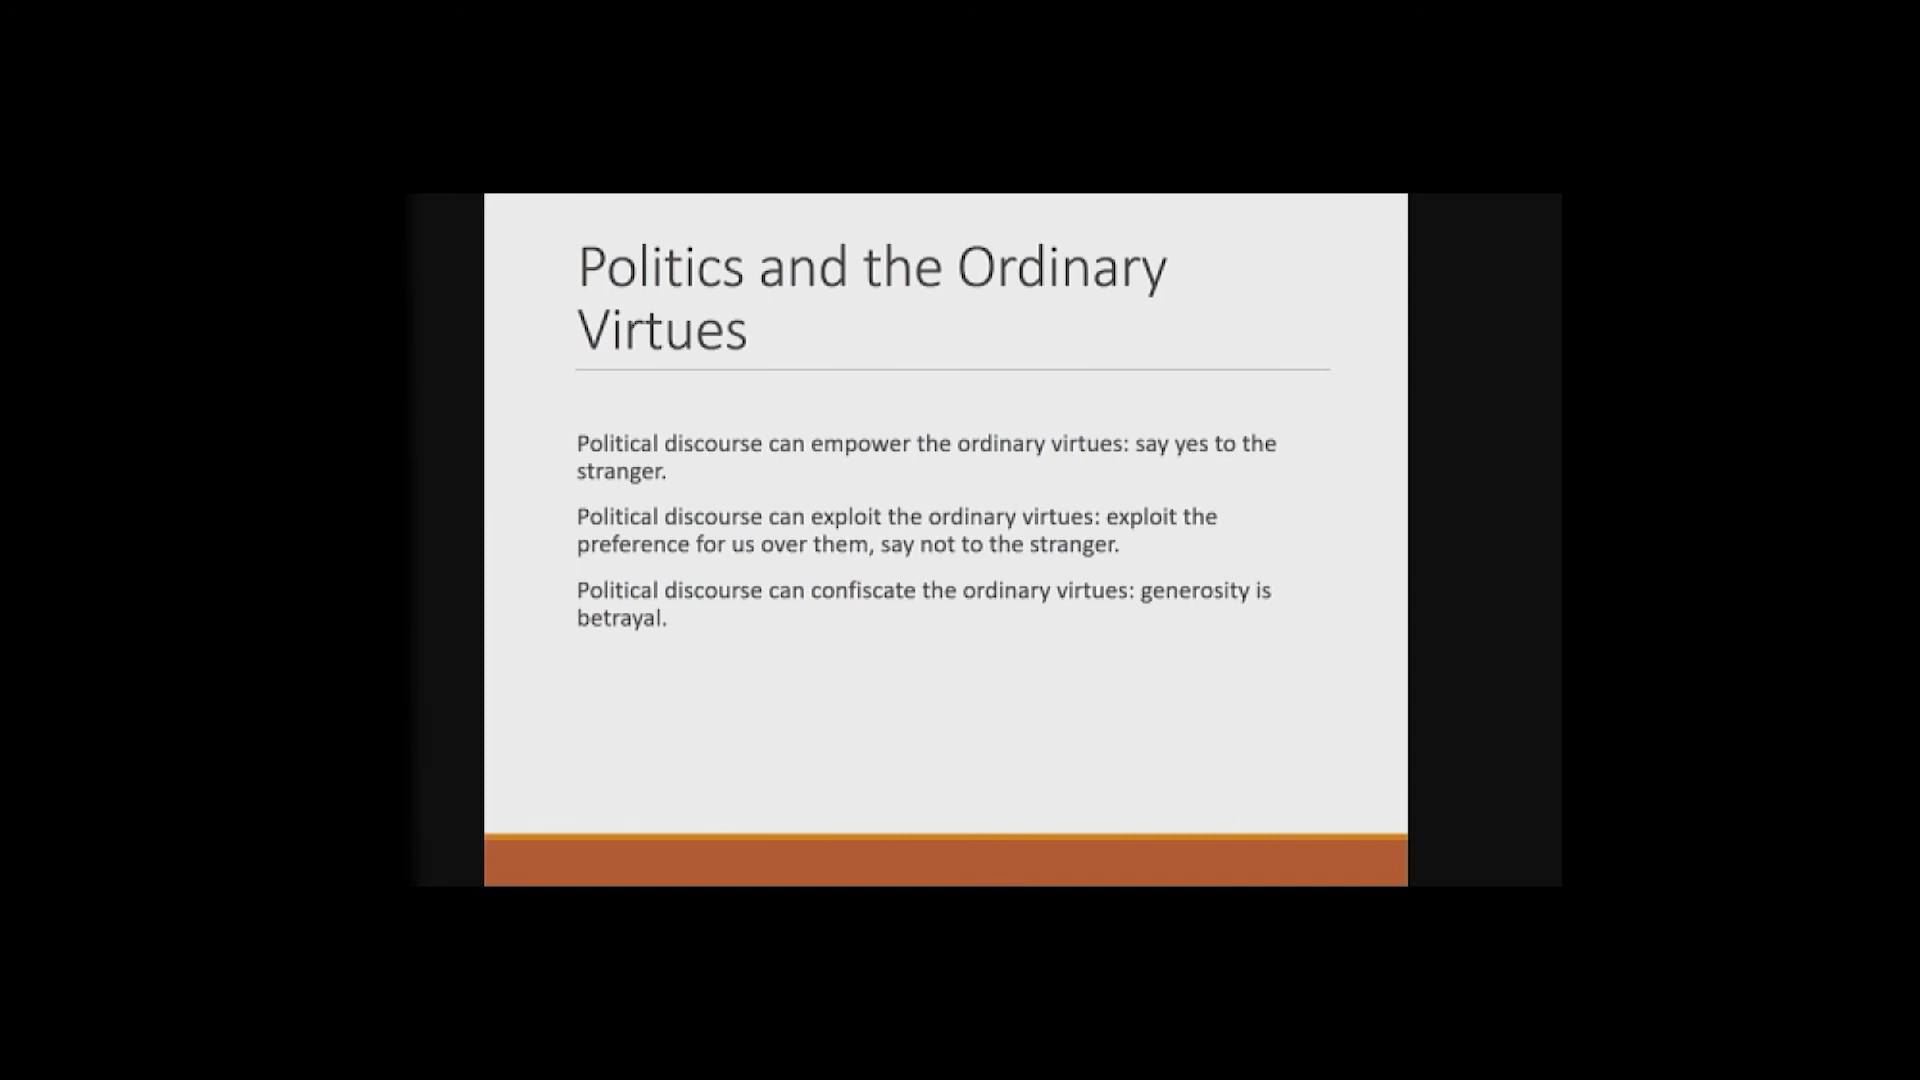 Politics and the Ordinary
Virtues
Political discourse can empower the ordinary virtues: say yes to the
stranger.
Political discourse can exploit the ordinary virtues: exploit the
preference for us over them, say not to the stranger.
Political discourse can confiscate the ordinary virtues: generosity is
betrayal.